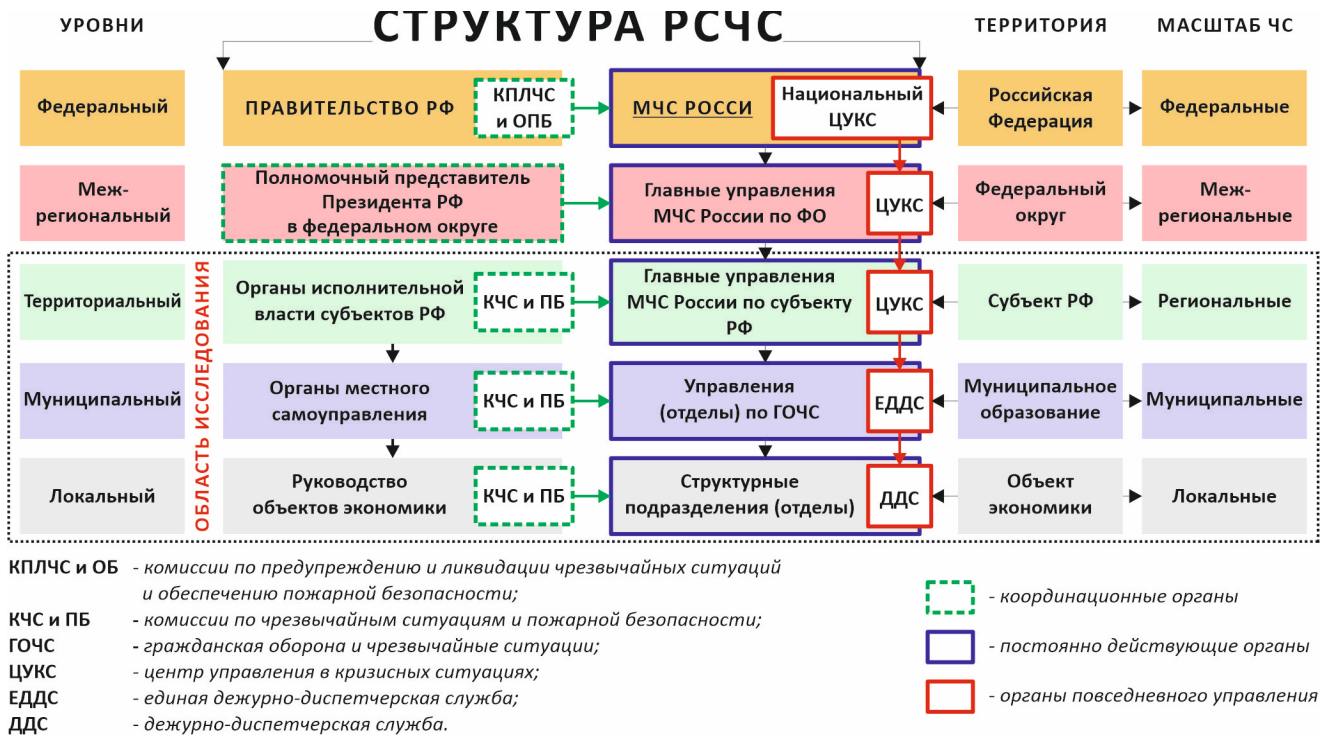 СТРУКТУРА РСЧС
УРОВНИ
ТЕРРИТОРИЯ
МАСШТАБ ЧС
Федеральный
ПРАВИТЕЛЬСТВО РФ
КПЛЧС
и ОПБ
МЧС РОССИ
Национальный
ЦУКС
Российская
Федерация
Федеральные
Меж-
региональный
Полномочный представитель
Президента РФ
в федеральном округе
Главные управления
МЧС России по ФО
ЦУКС
Федеральный
округ
Меж-
региональные
ОБЛАСТЬ ИССЛЕДОВАНИЯ
Территориальный
Органы исполнительной
власти субъектов РФ
КЧС и ПБ
Главные управления
МЧС России по субъекту
РФ
ЦУКС
Субъект РФ
Региональные
Муниципальный
Органы местного
самоуправления
КЧС и ПБ
Управления
(отделы) по ГОЧС
ЕДДС
Муниципальное
образование
Муниципальные
Локальный
Руководство
объектов экономики
КЧС и ПБ
Структурные
подразделения (отделы)
ДДС
Объект
экономики
Локальные
КПЛЧС и ОБ - комиссии по предупреждению и ликвидации чрезвычайных ситуаций
и обеспечению пожарной безопасности;
КЧС и ПБ - комиссии по чрезвычайным ситуациям и пожарной безопасности;
ГОЧС - гражданская оборона и чрезвычайные ситуации;
ЦУКС - центр управления в кризисных ситуациях;
ЕДДС - единая дежурно-диспетчерская служба;
ДДС - дежурно-диспетчерская служба.
- координационные органы
- постоянно действующие органы
- органы повседневного управления